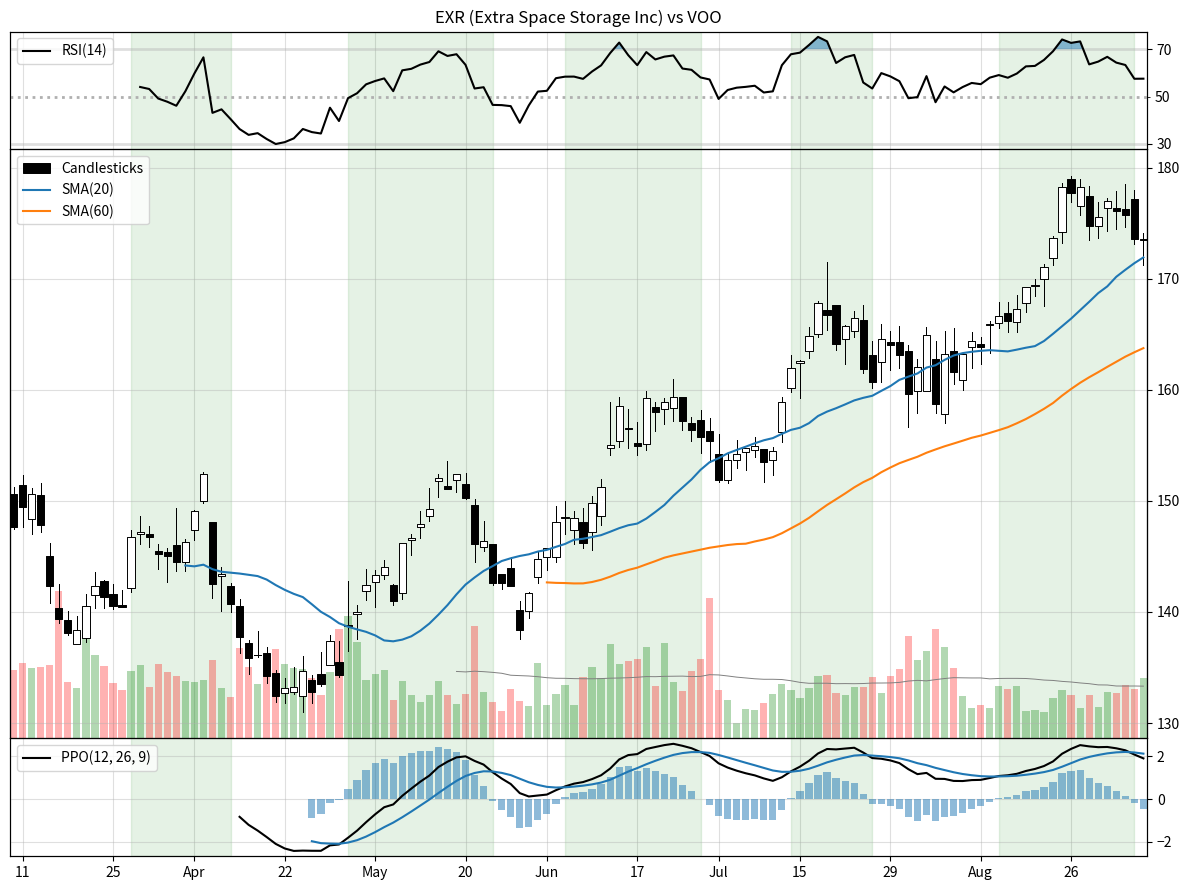 EXR (Extra Space Storage Inc) vs VOO
RSI(14)
70
50
30
Candlesticks
SMA(20)
SMA(60)
180
170
160
150
140
130
PPO(12, 26, 9)
2
0
−2
11 25 Apr 22 May 20 Jun 17 Jul 15 29 Aug 26